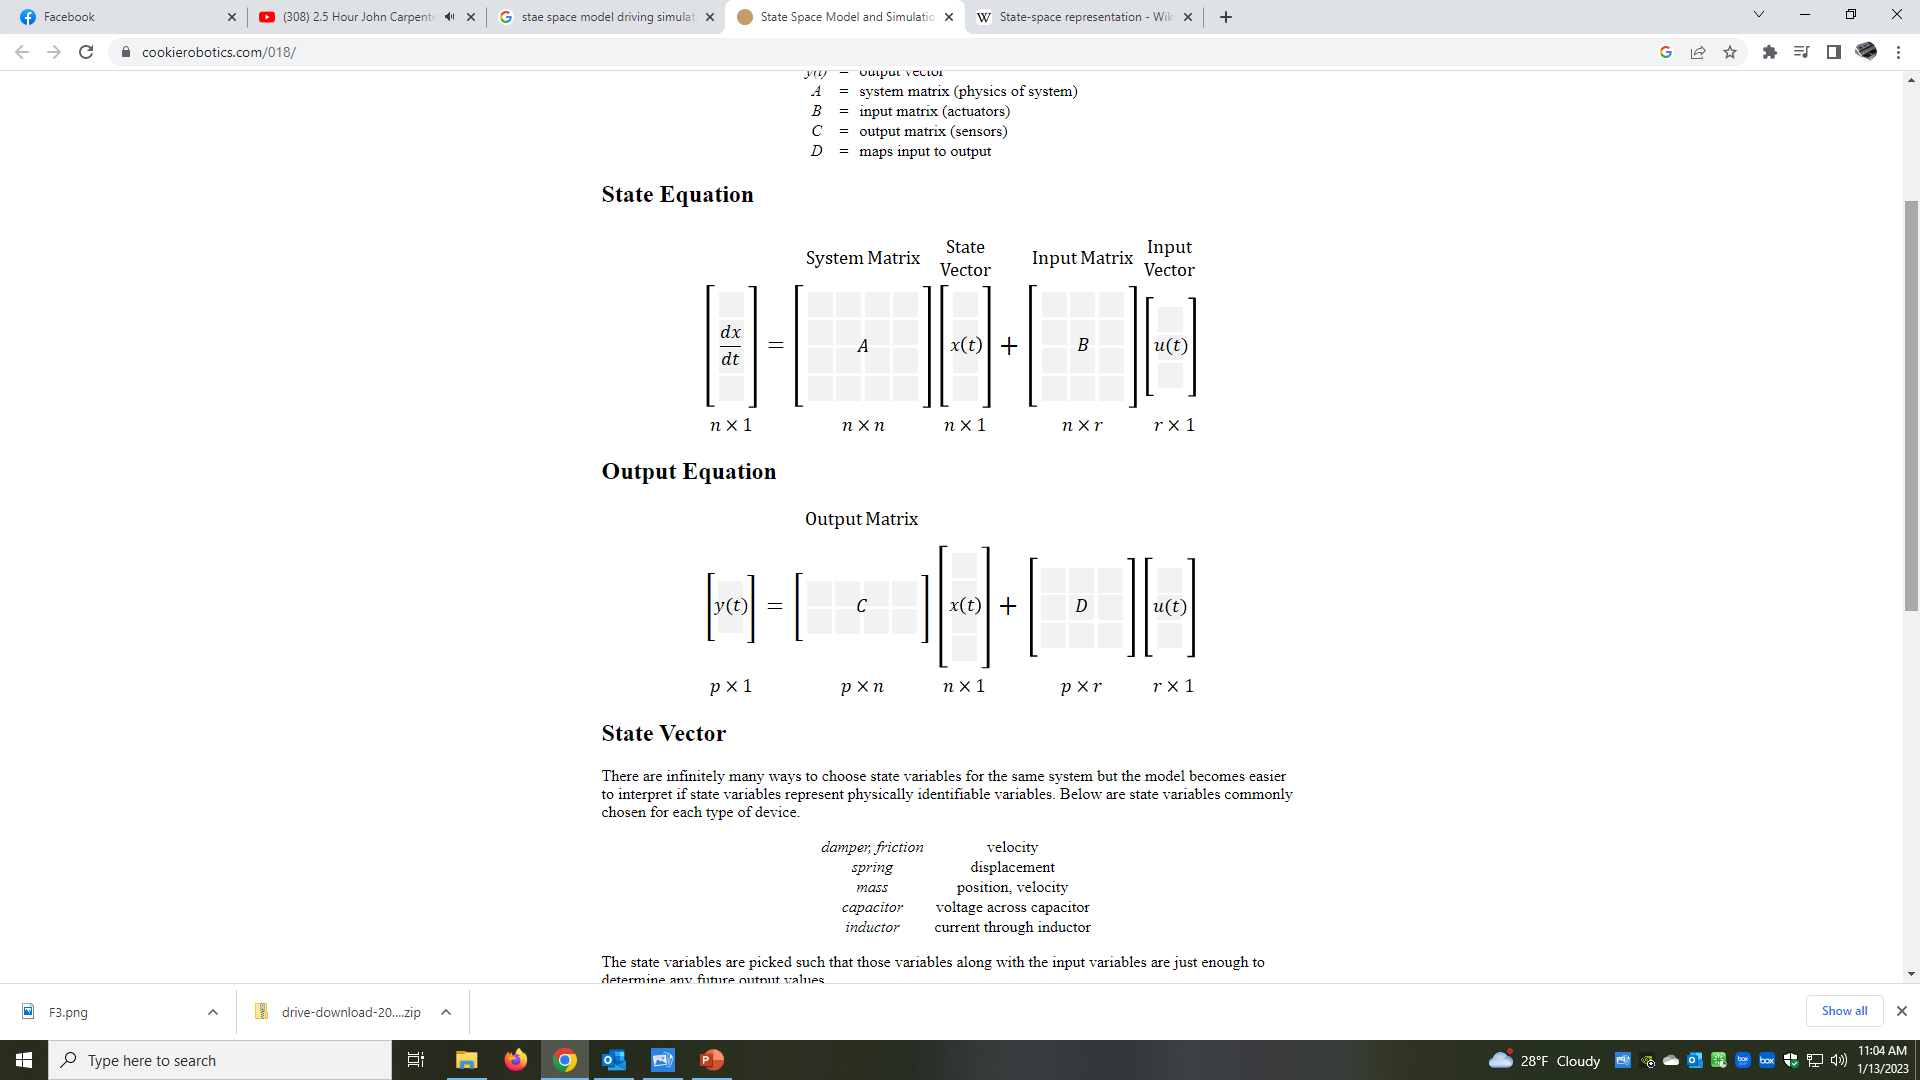 Facebook
(308) 2.5 Hour John Carpente
stae space model driving simulat
State Space Model and Simulatio
W State-space representation - Wik
cookierobotics.com/018/
y(t) = output vector
A = system matrix (physics of system)
B = input matrix (actuators)
C = output matrix (sensors)
D = maps input to output
State Equation
System Matrix State Vector Input Matrix Input Vector
dx/dt = A x(t) + B u(t)
n × 1 n × n n × 1 n × r r × 1
Output Equation
Output Matrix
y(t) = C x(t) + D u(t)
p × 1 p × n n × 1 p × r r × 1
State Vector
There are infinitely many ways to choose state variables for the same system but the model becomes easier
to interpret if state variables represent physically identifiable variables. Below are state variables commonly
chosen for each type of device.
damper, friction velocity
spring displacement
mass position, velocity
capacitor voltage across capacitor
inductor current through inductor
The state variables are picked such that those variables along with the input variables are just enough to
determine any future output values
F3.png
drive-download-20....zip
Show all
Type here to search
28°F Cloudy
11:04 AM
1/13/2023